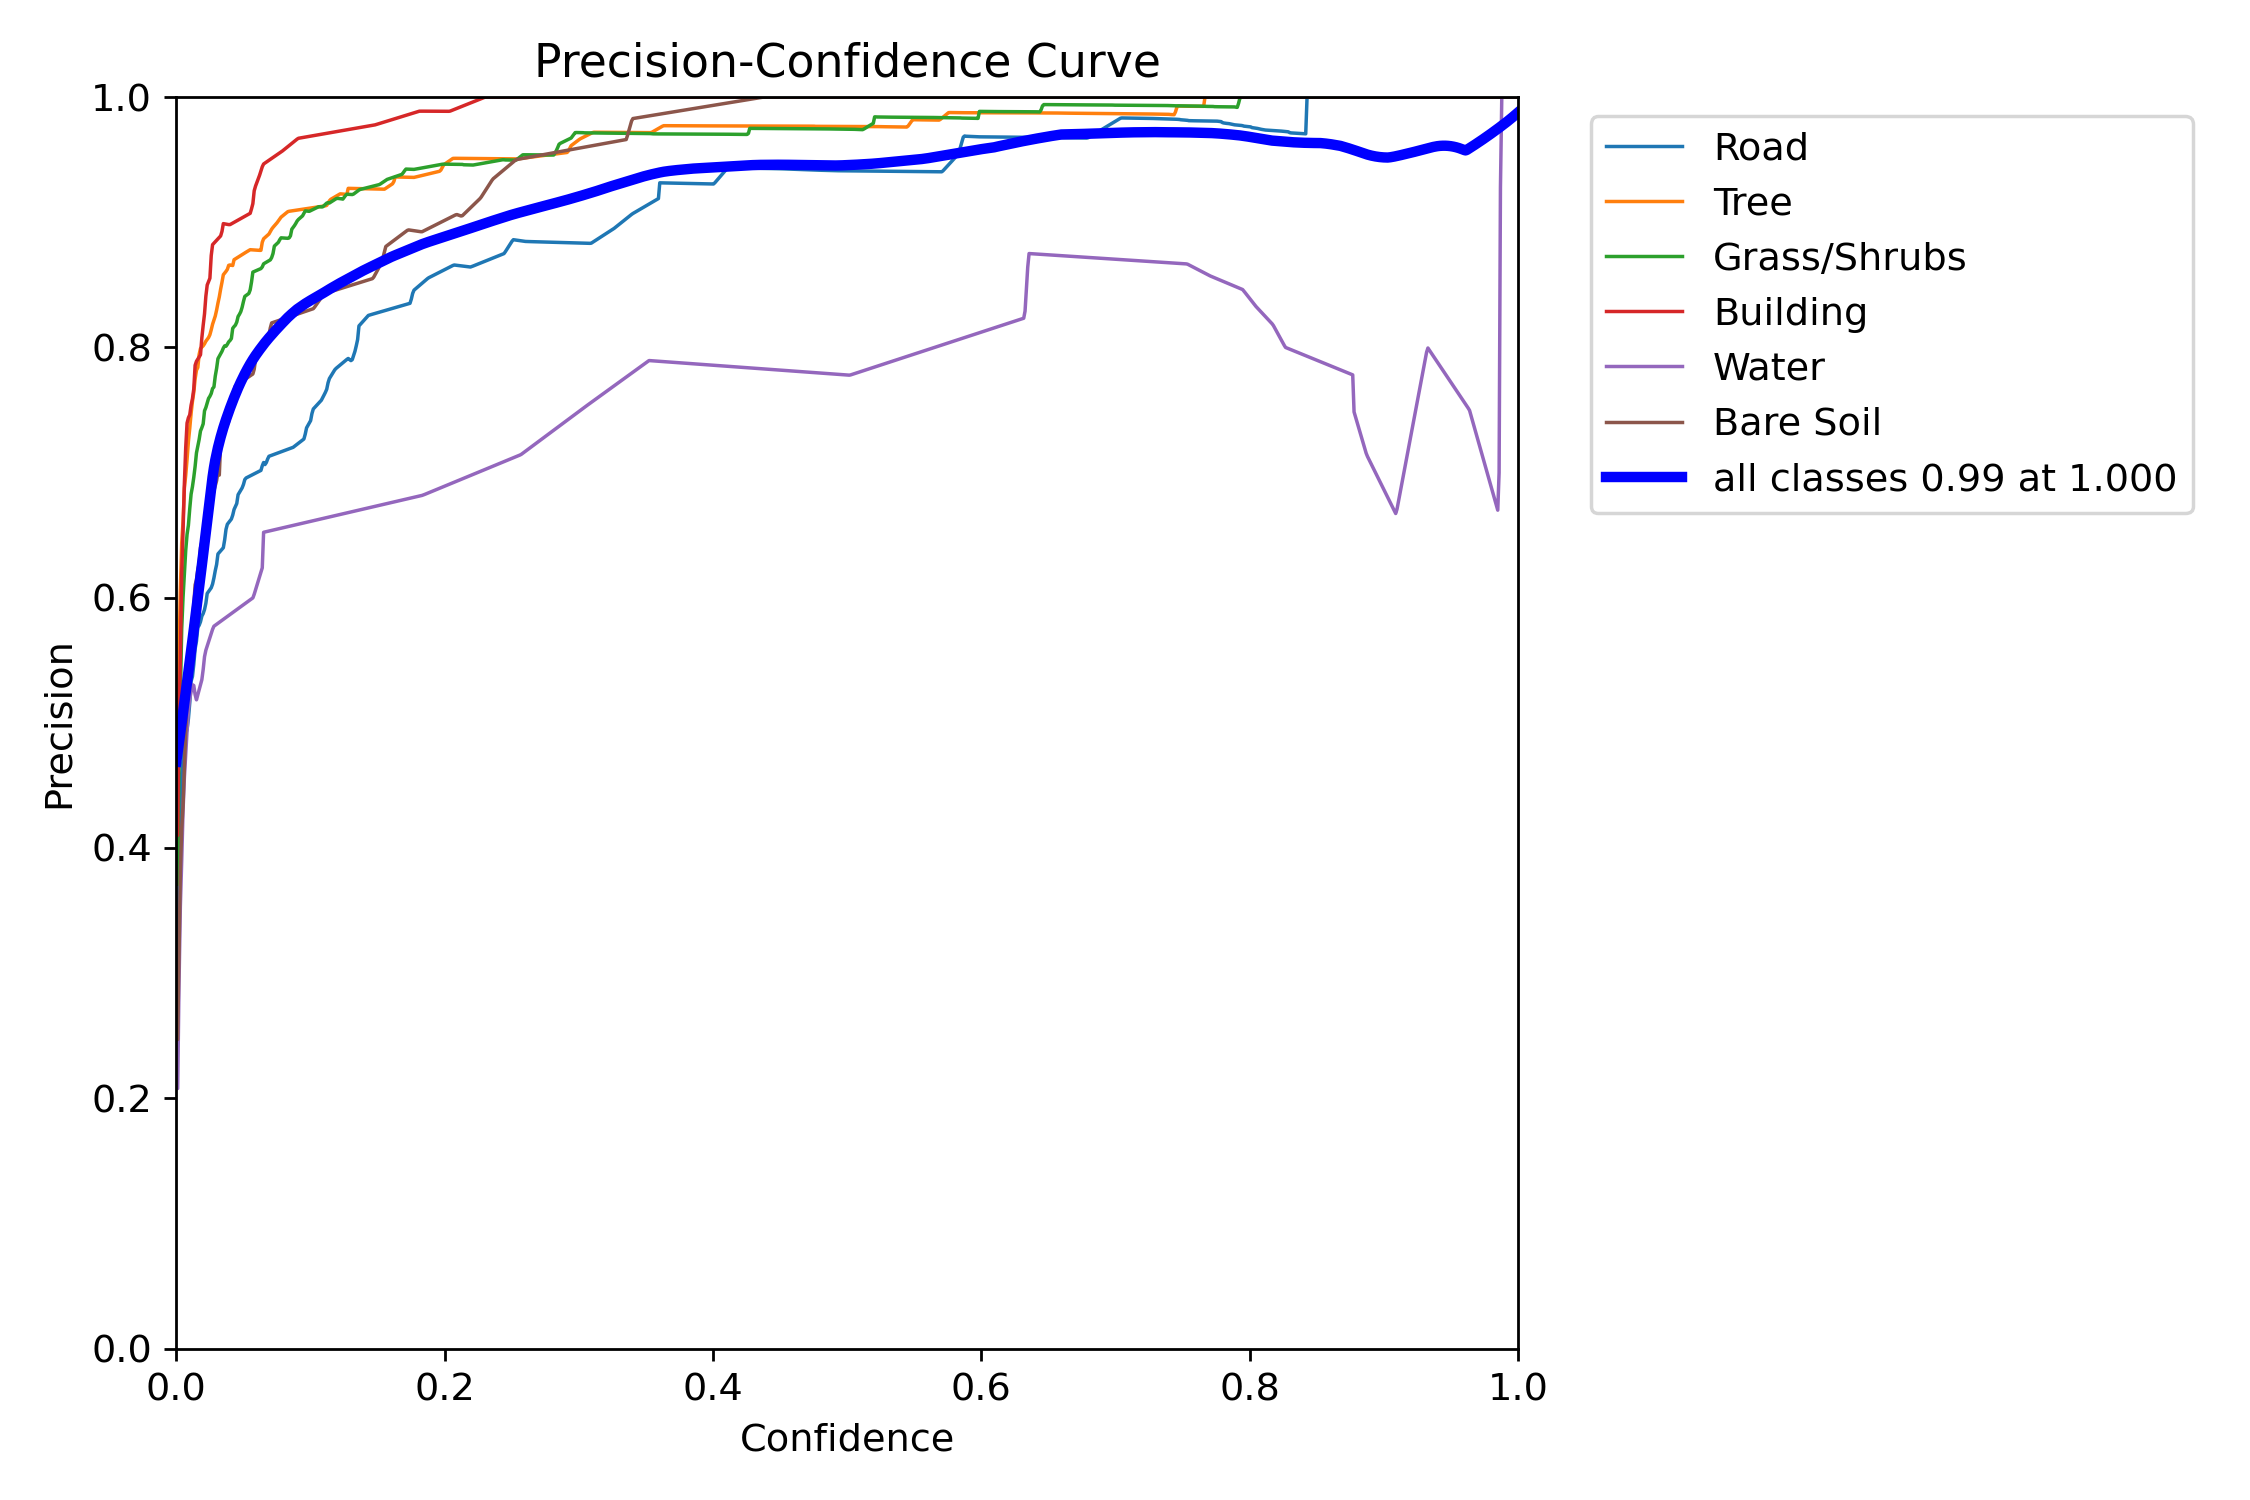 Precision-Confidence Curve
1.0
0.8
0.6
0.4
0.2
0.0
Precision
0.0 0.2 0.4 0.6 0.8 1.0
Confidence
Road
Tree
Grass/Shrubs
Building
Water
Bare Soil
all classes 0.99 at 1.000